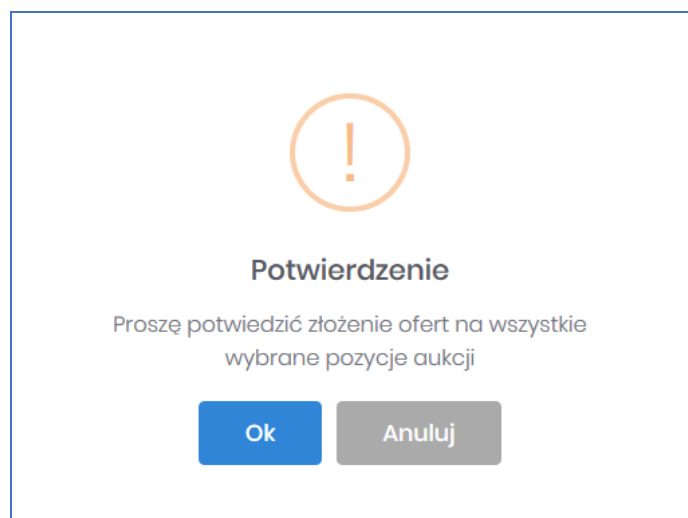 !
Potwierdzenie
Proszę potwiedzić złożenie ofert na wszystkie
wybrane pozycje aukcji
Ok
Anuluj